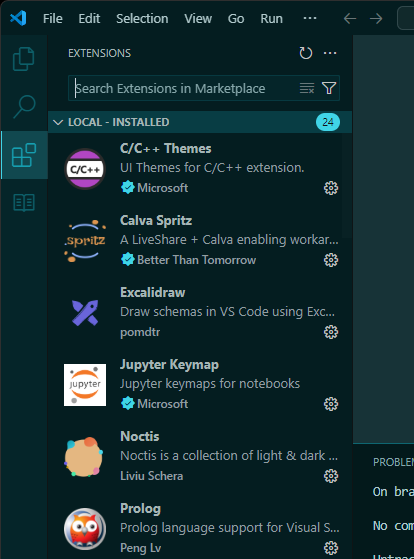 File Edit Selection View Go Run ···
EXTENSIONS
Search Extensions in Marketplace
LOCAL - INSTALLED 24
C/C++ Themes
C/C++
UI Themes for C/C++ extension.
Microsoft
Calva Spritz
spritz
A LiveShare + Calva enabling workar...
Better Than Tomorrow
Excalidraw
Draw schemas in VS Code using Exc...
pomdtr
Jupyter Keymap
jupyter
Jupyter keymaps for notebooks
Microsoft
Noctis
Noctis is a collection of light & dark ...
Liviu Schera
Prolog
Prolog language support for Visual S...
Peng Lv
PROBLEM
On bra
No com
Untrac